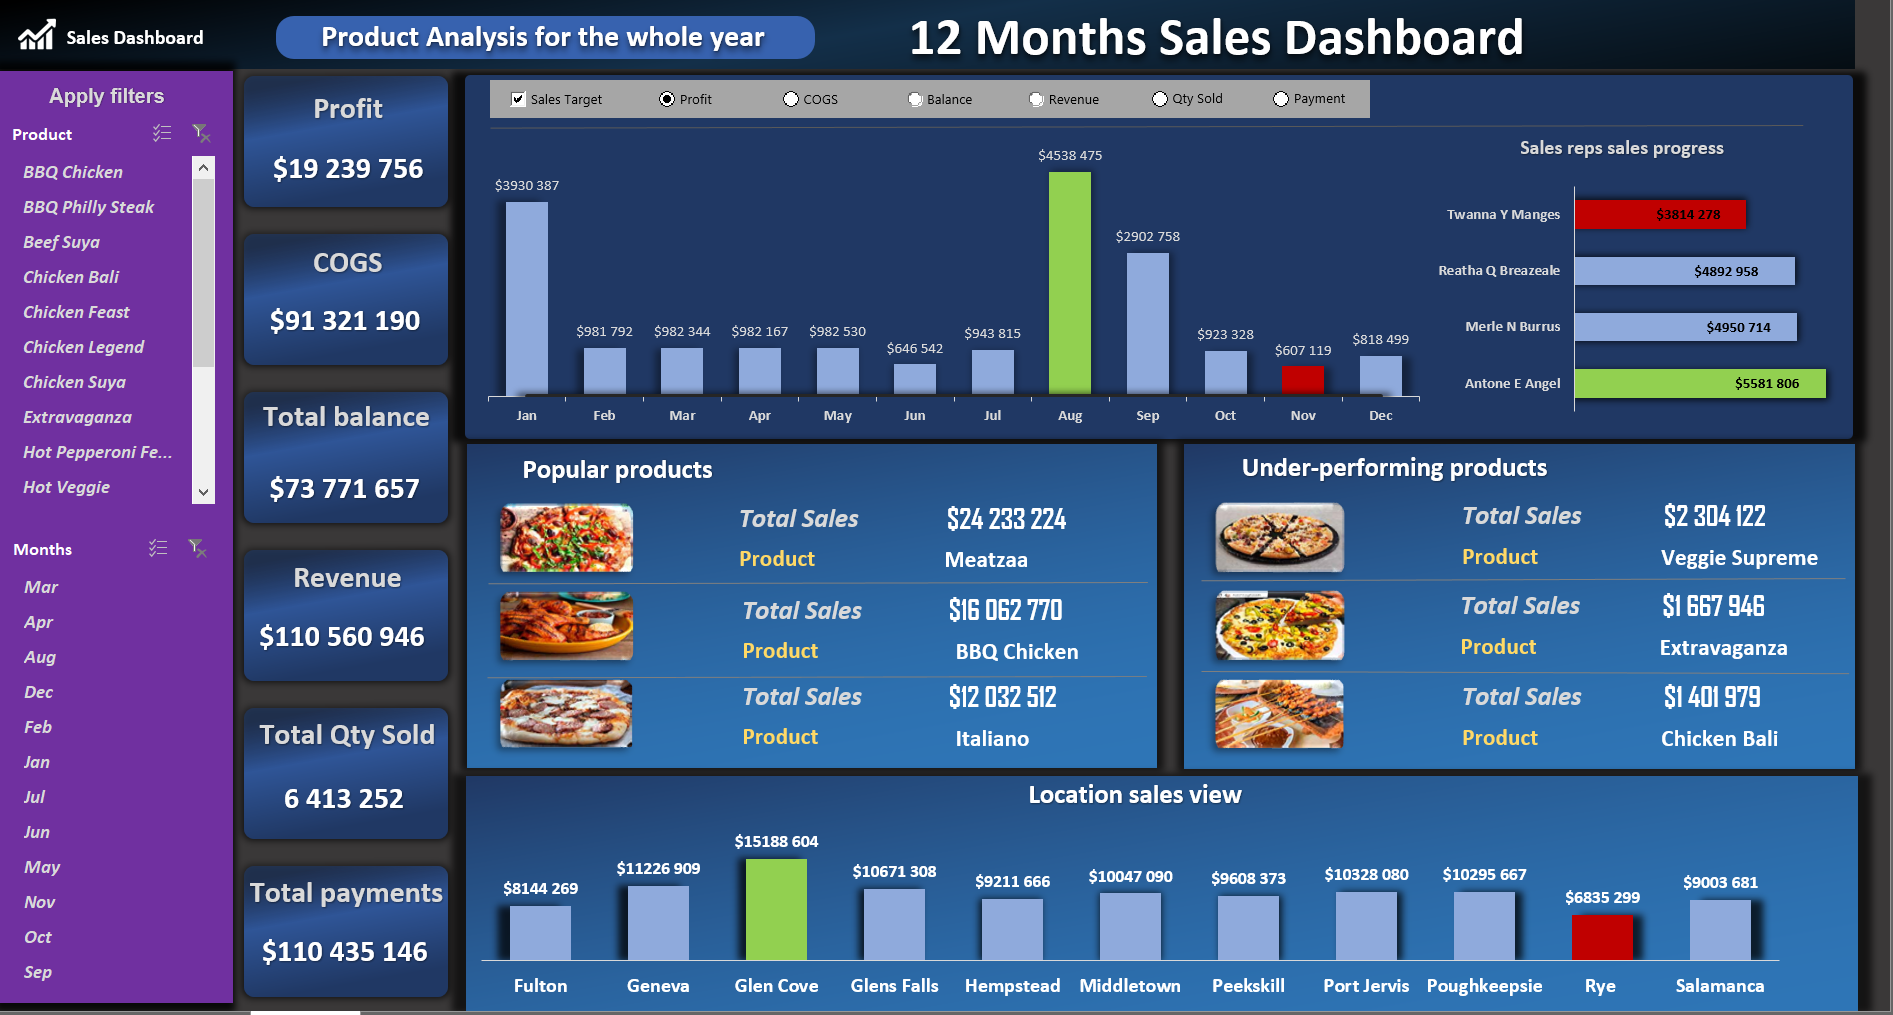 Sales Dashboard
Product Analysis for the whole year
12 Months Sales Dashboard
Apply filters
Product
BBQ Chicken
BBQ Philly Steak
Beef Suya
Chicken Bali
Chicken Feast
Chicken Legend
Chicken Suya
Extravaganza
Hot Pepperoni Fe...
Hot Veggie
Months
Mar
Apr
Aug
Dec
Feb
Jan
Jul
Jun
May
Nov
Oct
Sep
Profit
$19 239 756
COGS
$91 321 190
Total balance
$73 771 657
Revenue
$110 560 946
Total Qty Sold
6 413 252
Total payments
$110 435 146
Sales Target Profit COGS Balance Revenue Qty Sold Payment
$3930 387 $981 792 $982 344 $982 167 $982 530 $646 542 $943 815 $4538 475 $2902 758 $923 328 $607 119 $818 499
Jan Feb Mar Apr May Jun Jul Aug Sep Oct Nov Dec
Sales reps sales progress
Twanna Y Manges $3814 278
Reatha Q Breazeale $4892 958
Merle N Burrus $4950 714
Antone E Angel $5581 806
Popular products
Total Sales $24 233 224
Product Meatzaa
Total Sales $16 062 770
Product BBQ Chicken
Total Sales $12 032 512
Product Italiano
Under-performing products
Total Sales $2 304 122
Product Veggie Supreme
Total Sales $1 667 946
Product Extravaganza
Total Sales $1 401 979
Product Chicken Bali
Location sales view
$8144 269 $11226 909 $15188 604 $10671 308 $9211 666 $10047 090 $9608 373 $10328 080 $10295 667 $6835 299 $9003 681
Fulton Geneva Glen Cove Glens Falls Hempstead Middletown Peekskill Port Jervis Poughkeepsie Rye Salamanca